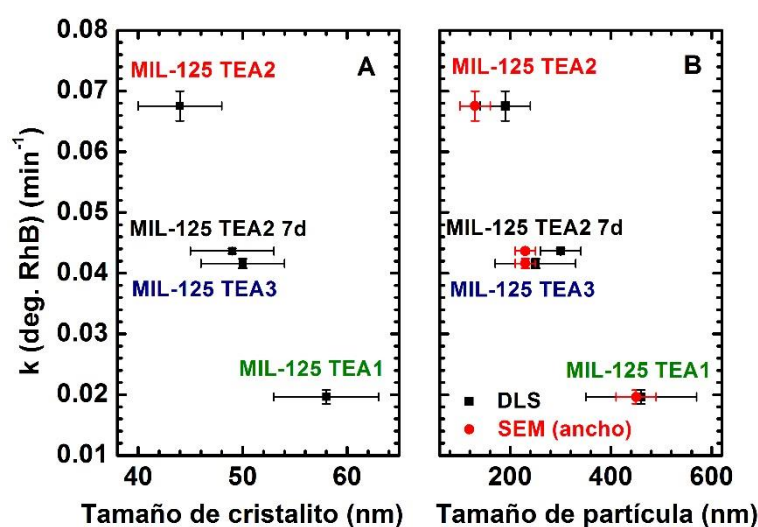 0.08
0.07
0.06
0.05
0.04
0.03
0.02
0.01
k (deg. RhB) (min-1)
MIL-125 TEA2
A
MIL-125 TEA2 7d
MIL-125 TEA3
MIL-125 TEA1
40
50
60
Tamaño de cristalito (nm)
MIL-125 TEA2
B
MIL-125 TEA2 7d
MIL-125 TEA3
MIL-125 TEA1
DLS
SEM (ancho)
200
400
600
Tamaño de partícula (nm)